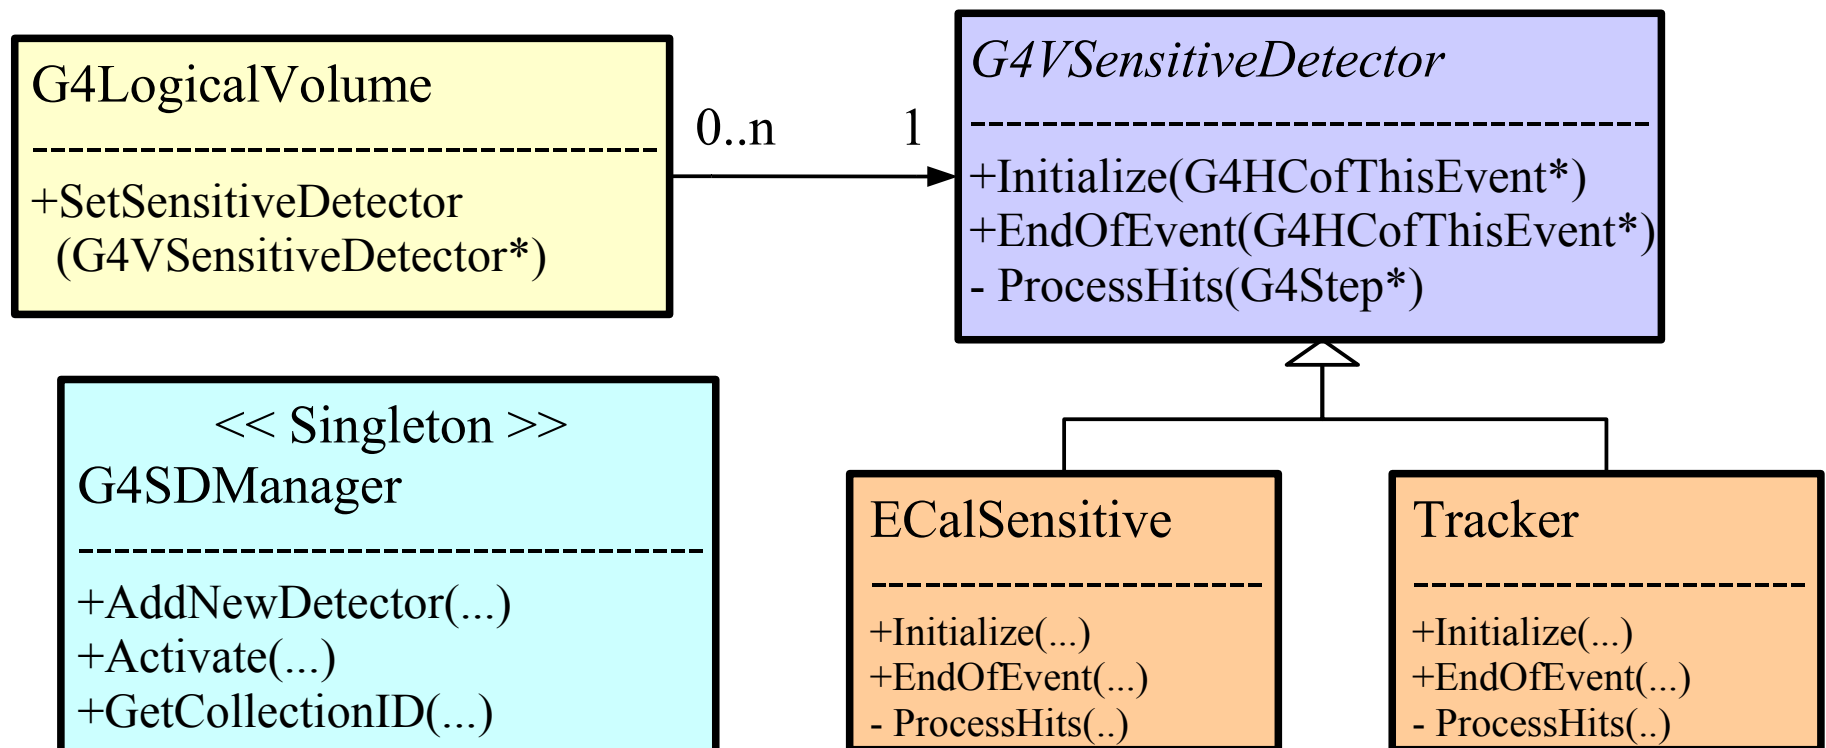 G4LogicalVolume
+SetSensitiveDetector
(G4VSensitiveDetector*)
0..n
1
G4VSensitiveDetector
+Initialize(G4HCofThisEvent*)
+EndOfEvent(G4HCofThisEvent*)
- ProcessHits(G4Step*)
<< Singleton >>
G4SDManager
+AddNewDetector(...)
+Activate(...)
+GetCollectionID(...)
ECalSensitive
+Initialize(...)
+EndOfEvent(...)
- ProcessHits(..)
Tracker
+Initialize(...)
+EndOfEvent(...)
- ProcessHits(..)